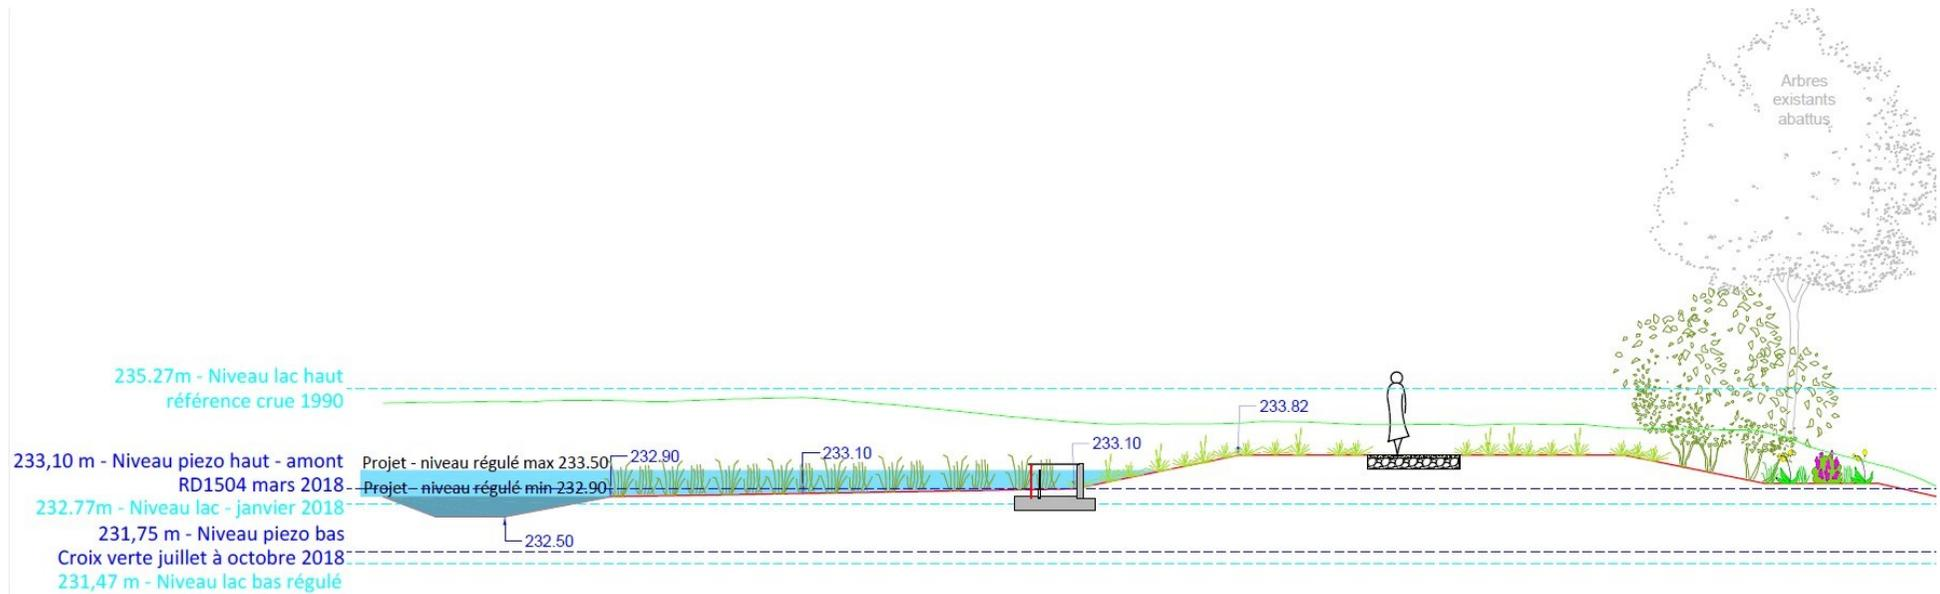 Arbres
existants
abattus
235.27m - Niveau lac haut
référence crue 1990
233.82
233,10 m - Niveau piezo haut - amont
RD1504 mars 2018
Projet - niveau régulé max 233.50
232.90
233.10
233.10
Projet - niveau régulé min 232.90
232.77m - Niveau lac - janvier 2018
231,75 m - Niveau piezo bas
Croix verte juillet à octobre 2018
232.50
231,47 m - Niveau lac bas régulé